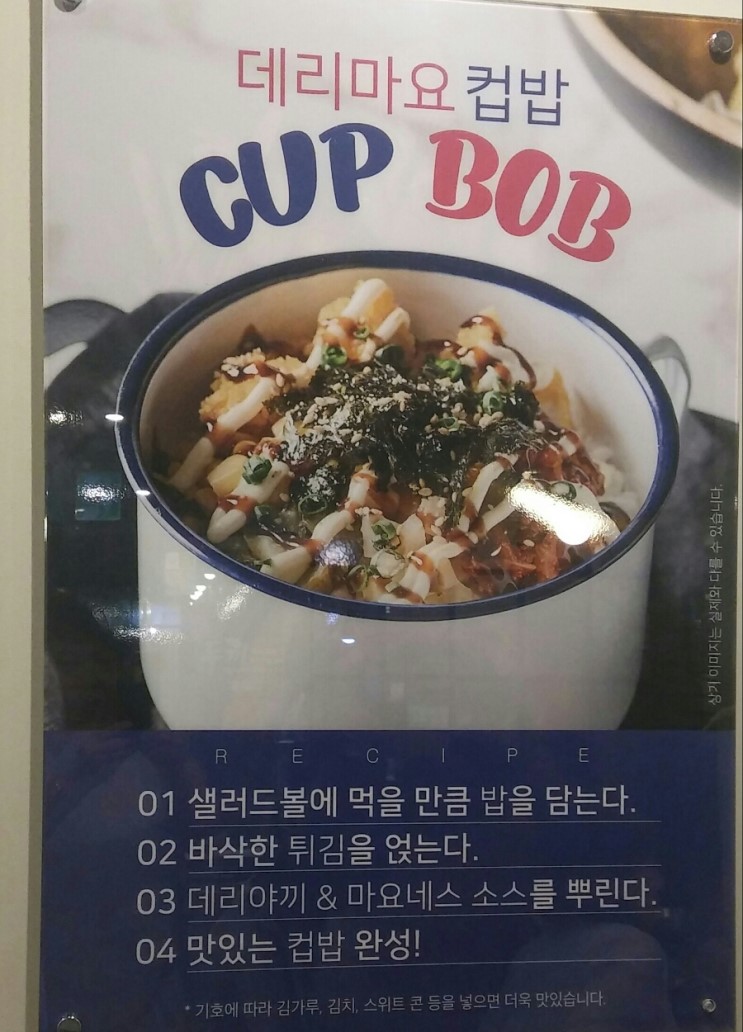 데리마요 컵밥
CUP BOB
상기 이미지는 실제와 다를 수 있습니다.
RECIPE
01 샐러드볼에 먹을 만큼 밥을 담는다.
02 바삭한 튀김을 얹는다.
03 데리야끼 & 마요네스 소스를 뿌린다.
04 맛있는 컵밥 완성!
* 기호에 따라 김가루, 김치, 스위트 콘 등을 넣으면 더욱 맛있습니다.